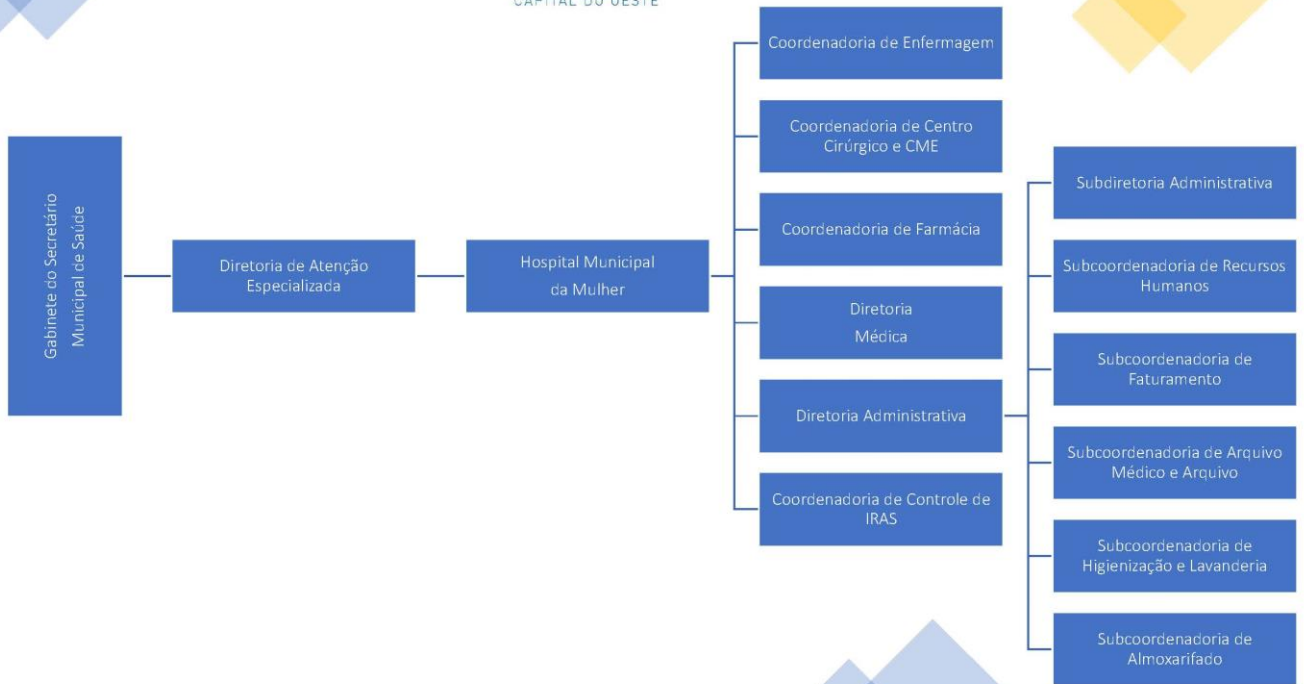 CAPITAL DO OESTE
Gabinete do Secretário
Municipal de Saúde
Diretoria de Atenção
Especializada
Hospital Municipal
da Mulher
Coordenadoria de Enfermagem
Coordenadoria de Centro
Cirúrgico e CME
Coordenadoria de Farmácia
Diretoria
Médica
Diretoria Administrativa
Coordenadoria de Controle de
IRAS
Subdiretoria Administrativa
Subcoordenadoria de Recursos
Humanos
Subcoordenadoria de
Faturamento
Subcoordenadoria de Arquivo
Médico e Arquivo
Subcoordenadoria de
Higienização e Lavanderia
Subcoordenadoria de
Almoxarifado